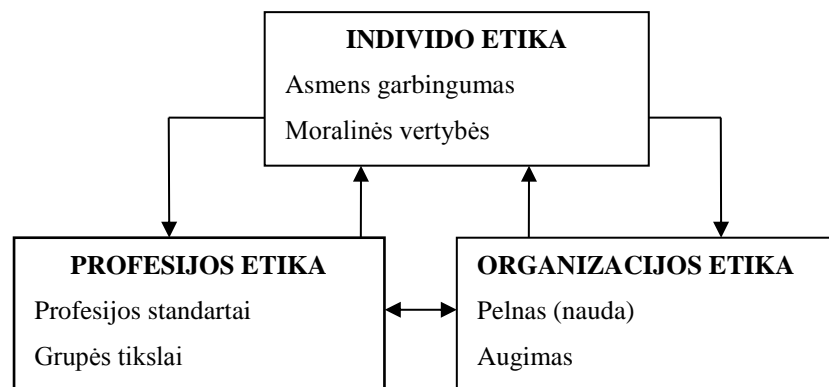 INDIVIDO ETIKA
Asmens garbingumas
Moralinės vertybės
PROFESIJOS ETIKA
Profesijos standartai
Grupės tikslai
ORGANIZACIJOS ETIKA
Pelnas (nauda)
Augimas